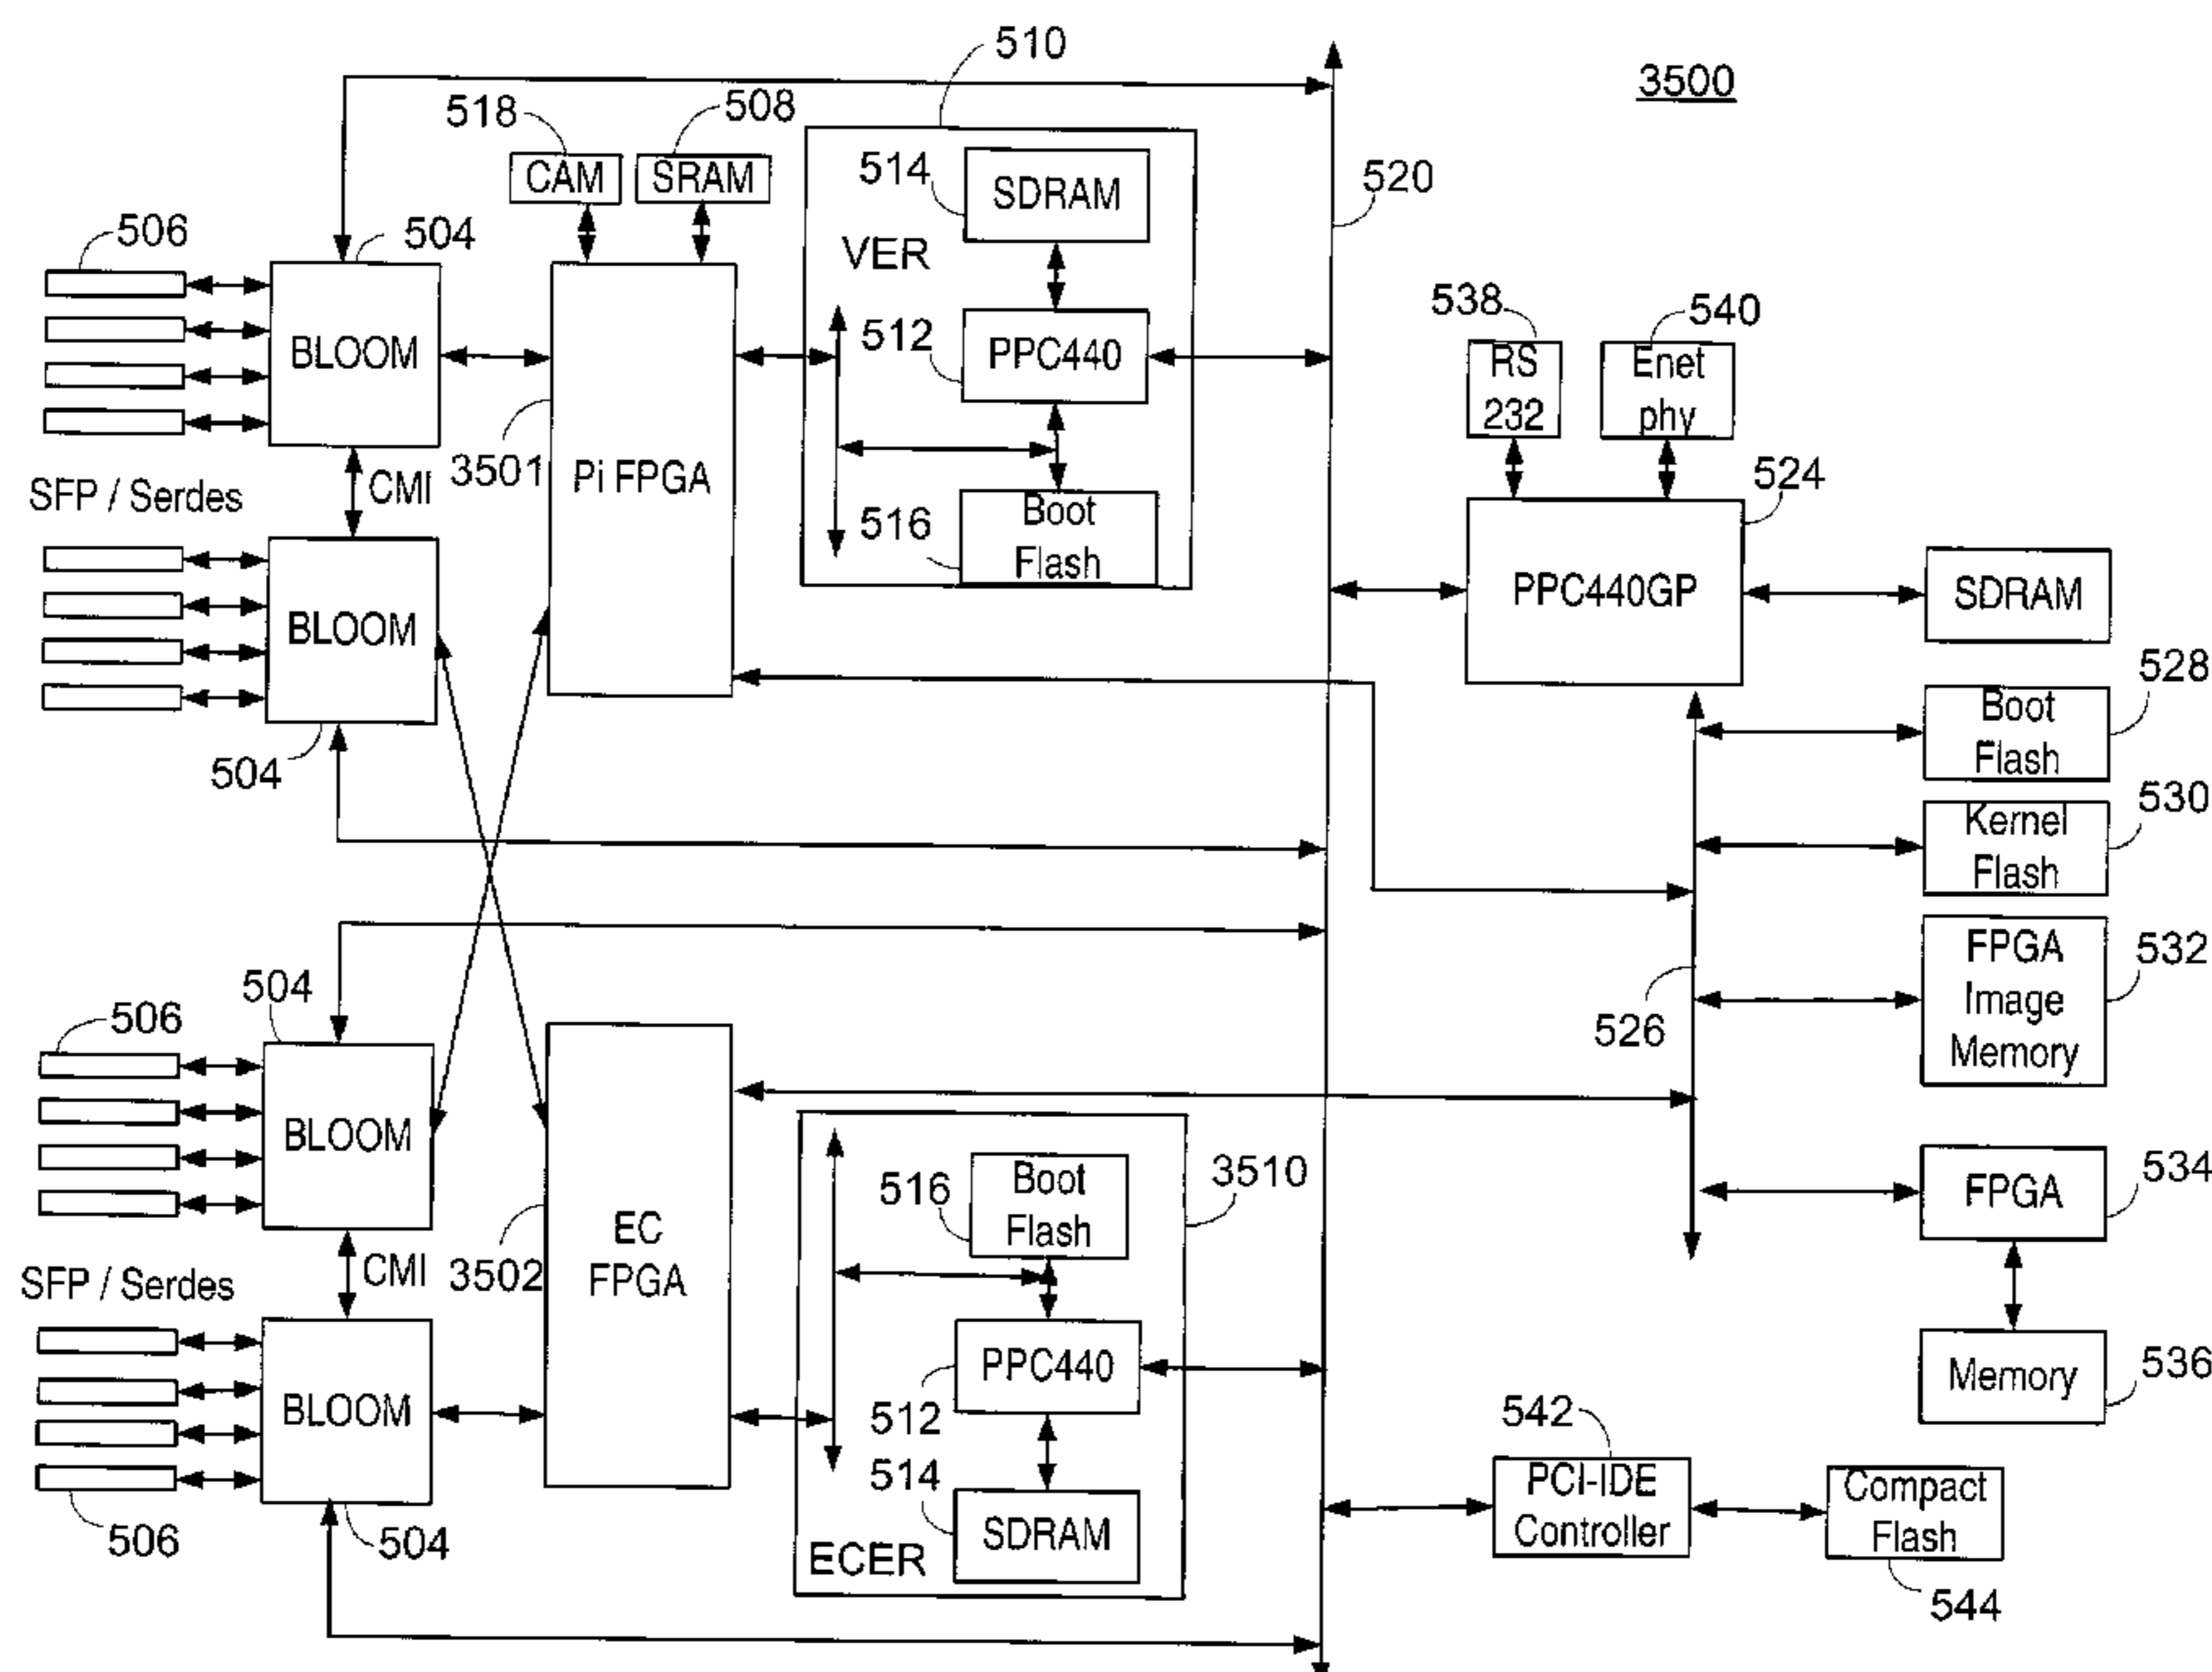 510
3500
518
508
CAM
SRAM
514
SDRAM
VER
520
506
504
BLOOM
512
PPC440
538
RS
232
540
Enet
phy
3501
Pi FPGA
CMI
SFP / Serdes
516
Boot
Flash
524
PPC440GP
SDRAM
BLOOM
504
528
Boot
Flash
530
Kernel
Flash
532
FPGA
Image
Memory
526
506
504
BLOOM
3502
EC
FPGA
CMI
SFP / Serdes
516
Boot
Flash
3510
534
FPGA
512
PPC440
536
Memory
BLOOM
506
504
514
SDRAM
ECER
542
PCI-IDE
Controller
Compact
Flash
544